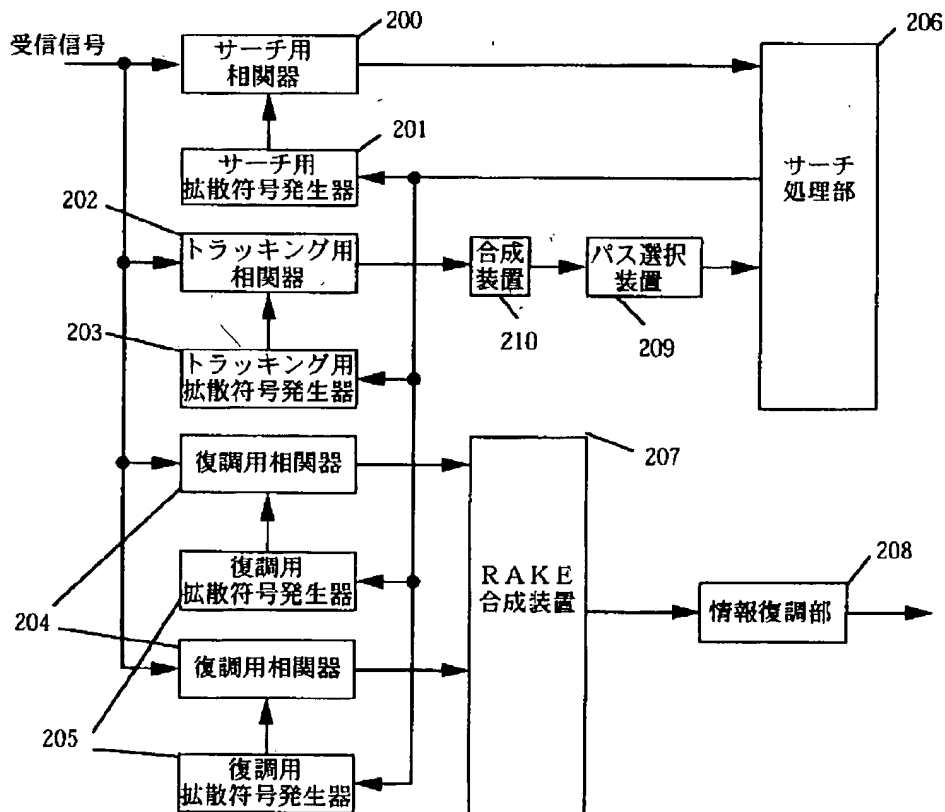 200
受信信号
サーチ用
相関器
206
201
サーチ用
拡散符号発生器
サーチ
処理部
202
トラッキング用
相関器
合成
装置
パス選択
装置
210
209
203
トラッキング用
拡散符号発生器
207
復調用相関器
復調用
拡散符号発生器
RAKE
合成装置
208
情報復調部
204
復調用相関器
205
復調用
拡散符号発生器